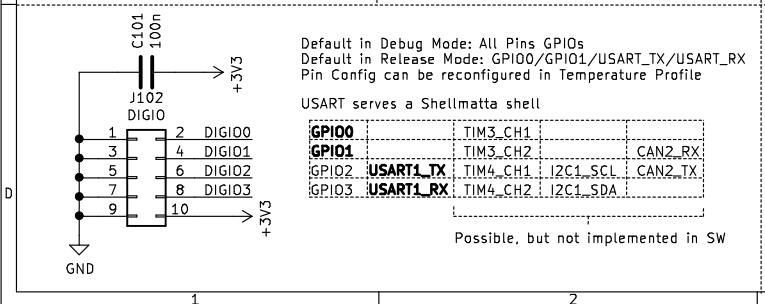 C101
100n
+3V3
J102
DIGIO
1 2 DIGIO0
3 4 DIGIO1
5 6 DIGIO2
7 8 DIGIO3
9 10 +3V3
GND
Default in Debug Mode: All Pins GPIOs
Default in Release Mode: GPIO0/GPIO1/USART_TX/USART_RX
Pin Config can be reconfigured in Temperature Profile
USART serves a Shellmatta shell
GPIO0 TIM3_CH1
GPIO1 TIM3_CH2 CAN2_RX
GPIO2 USART1_TX TIM4_CH1 I2C1_SCL CAN2_TX
GPIO3 USART1_RX TIM4_CH2 I2C1_SDA
Possible, but not implemented in SW
D
1 2